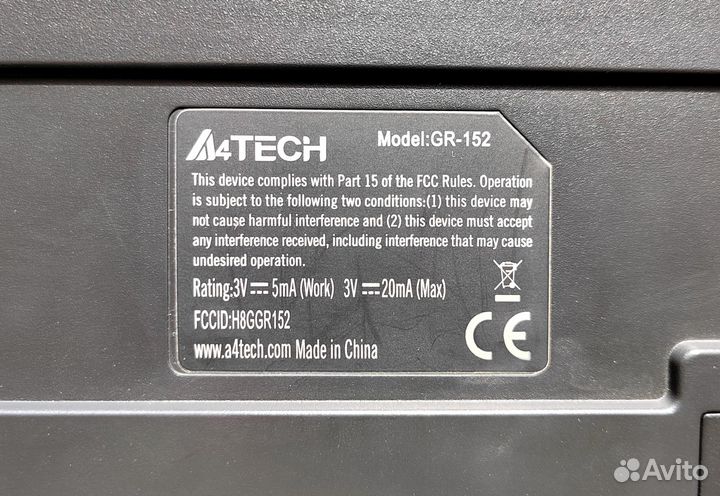 A4TECH
Model:GR-152
This device complies with Part 15 of the FCC Rules. Operation
is subject to the following two conditions:(1) this device may
not cause harmful interference and (2) this device must accept
any interference received, including interference that may cause
undesired operation.
Rating:3V⎓5mA (Work) 3V⎓20mA (Max)
FCCID:H8GGR152
www.a4tech.com Made in China
CE
Avito